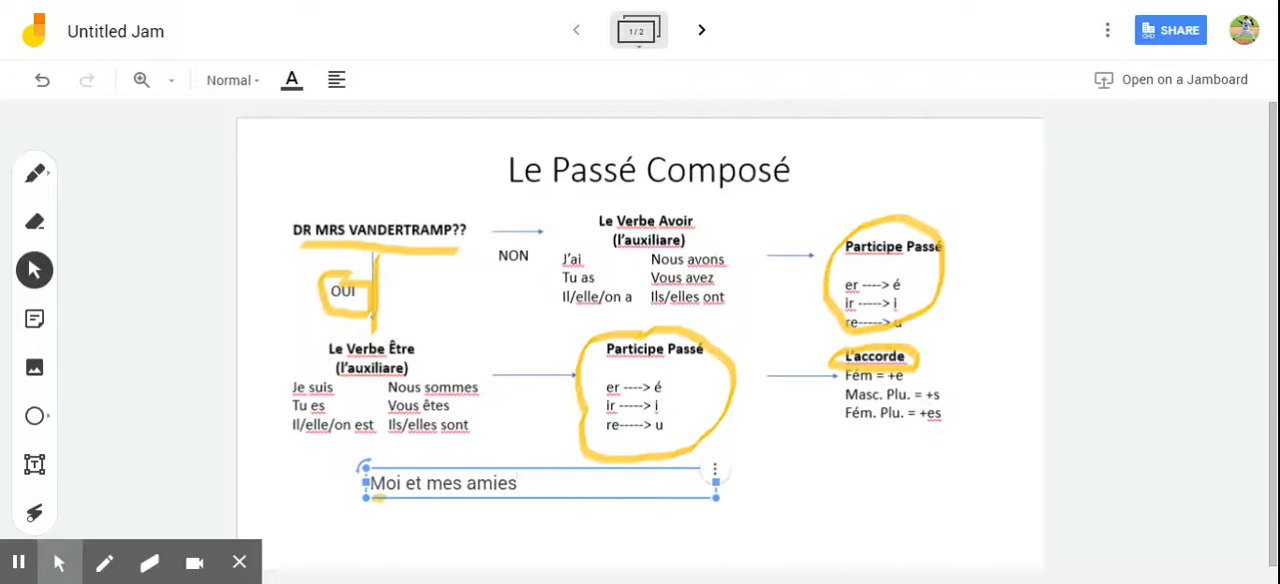 Untitled Jam
1 / 2
SHARE
Normal
A
Open on a Jamboard
Le Passé Composé
DR MRS VANDERTRAMP??
NON
OUI
Le Verbe Avoir
(l'auxiliare)
J'ai Nous avons
Tu as Vous avez
Il/elle/on a Ils/elles ont
Participe Passé
er ----> é
ir -----> i
re-----> u
Le Verbe Être
(l'auxiliare)
Je suis Nous sommes
Tu es Vous êtes
Il/elle/on est Ils/elles sont
Participe Passé
er ----> é
ir -----> i
re-----> u
L'accorde
Fém = +e
Masc. Plu. = +s
Fém. Plu. = +es
Moi et mes amies